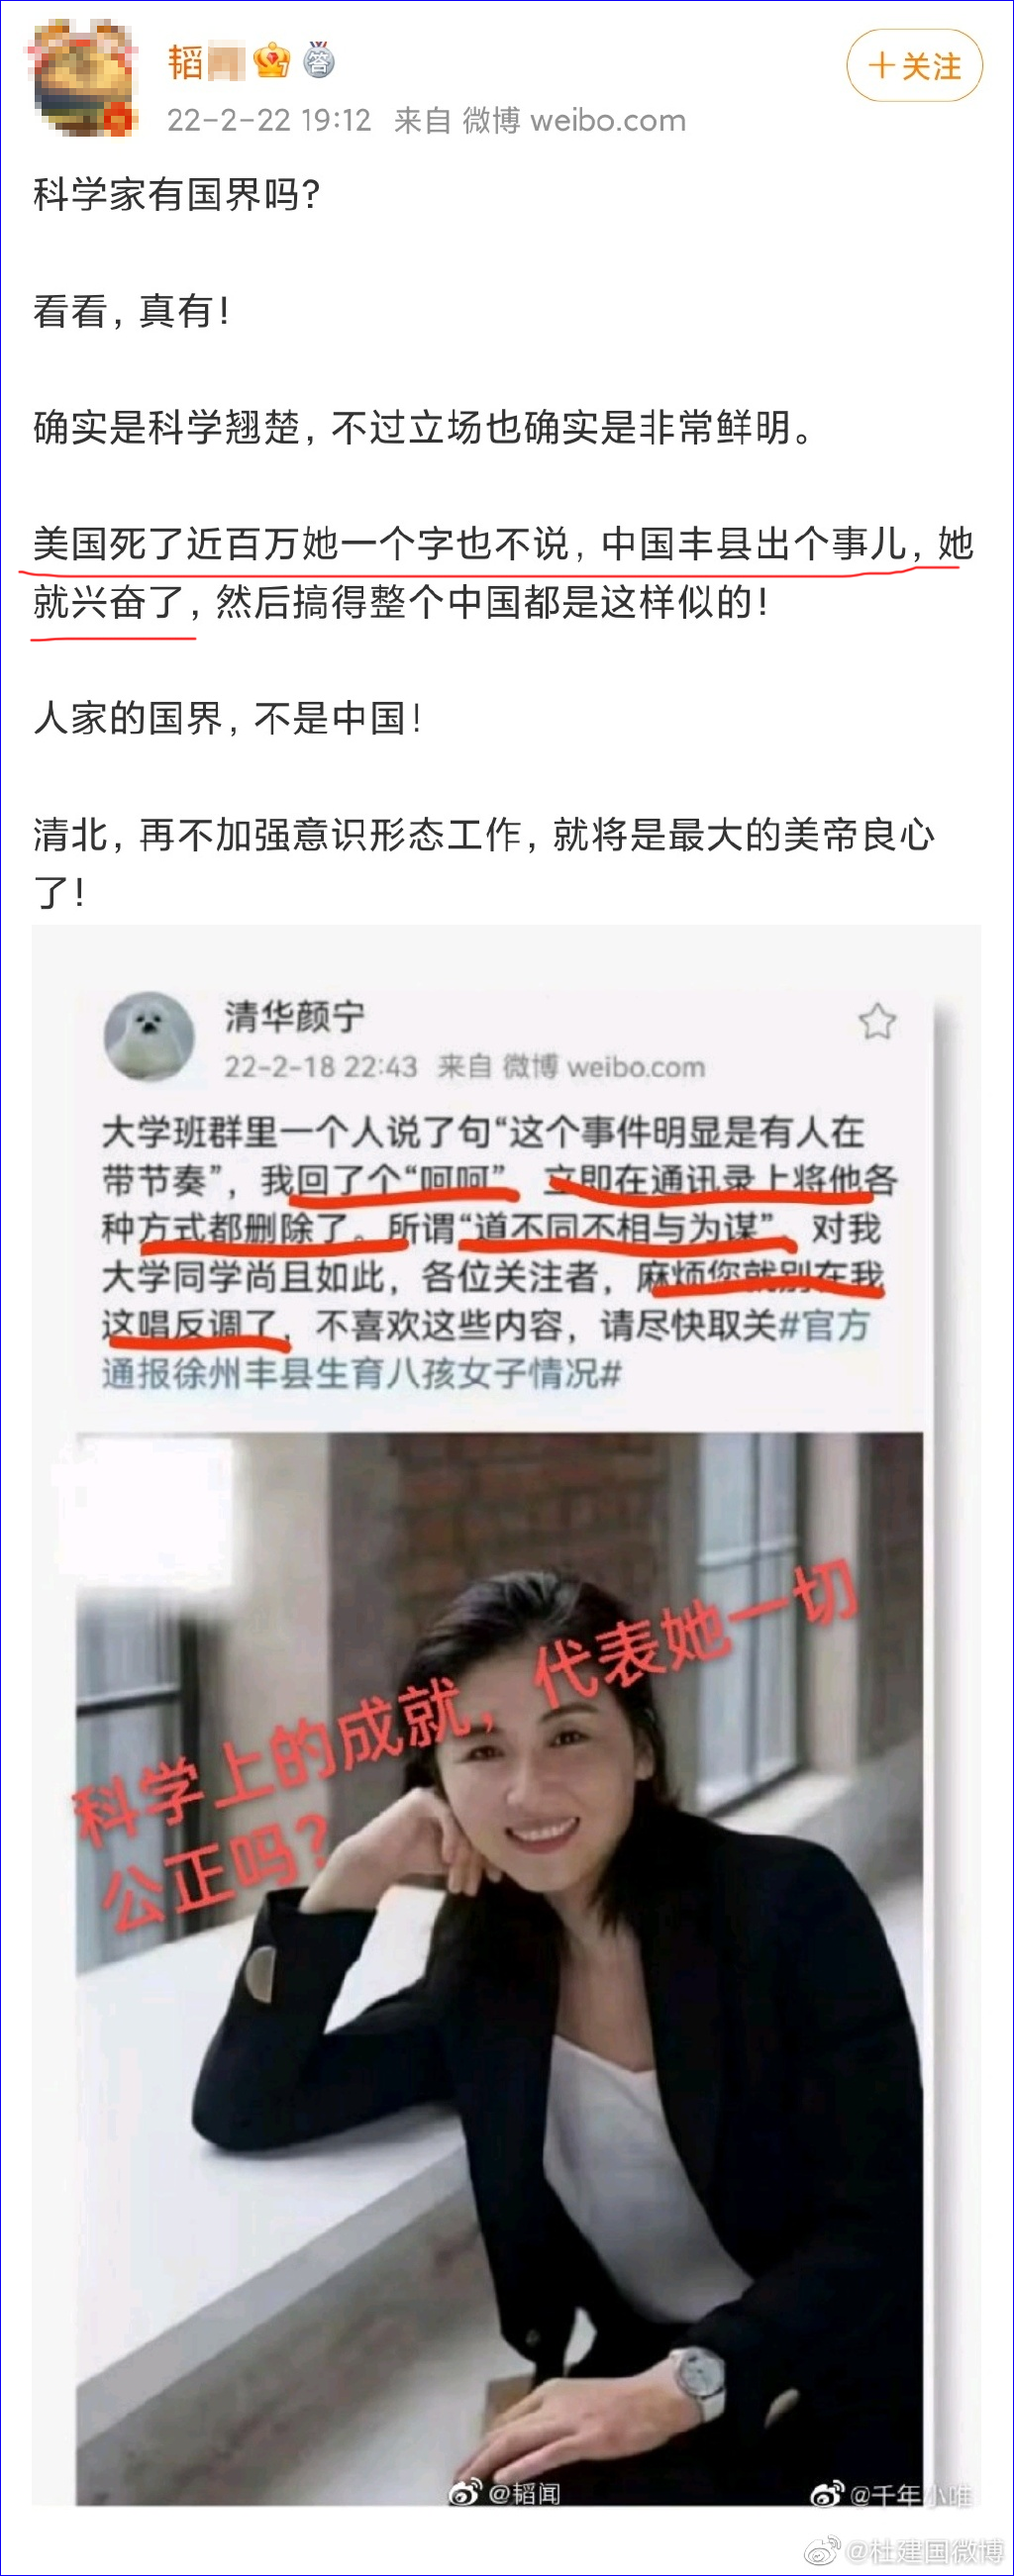 韬
答
+关注
22-2-22 19:12 来自 微博 weibo.com
科学家有国界吗?
看看, 真有!
确实是科学翘楚, 不过立场也确实是非常鲜明。
美国死了近百万她一个字也不说, 中国丰县出个事儿, 她
就兴奋了, 然后搞得整个中国都是这样似的!
人家的国界, 不是中国!
清北, 再不加强意识形态工作, 就将是最大的美帝良心
了!
清华颜宁
22-2-18 22:43 来自 微博 weibo.com
大学班群里一个人说了句“这个事件明显是有人在
带节奏”, 我回了个“呵呵” 立即在通讯录上将他各
种方式都删除了。所谓“道不同不相与为谋”、对我
大学同学尚且如此, 各位关注者, 麻烦您就别在我
这唱反调了, 不喜欢这些内容, 请尽快取关#官方
通报徐州丰县生育八孩女子情况#
科学上的成就, 代表她一切
公正吗?
@韬闻
@千年小唯
@杜建国微博